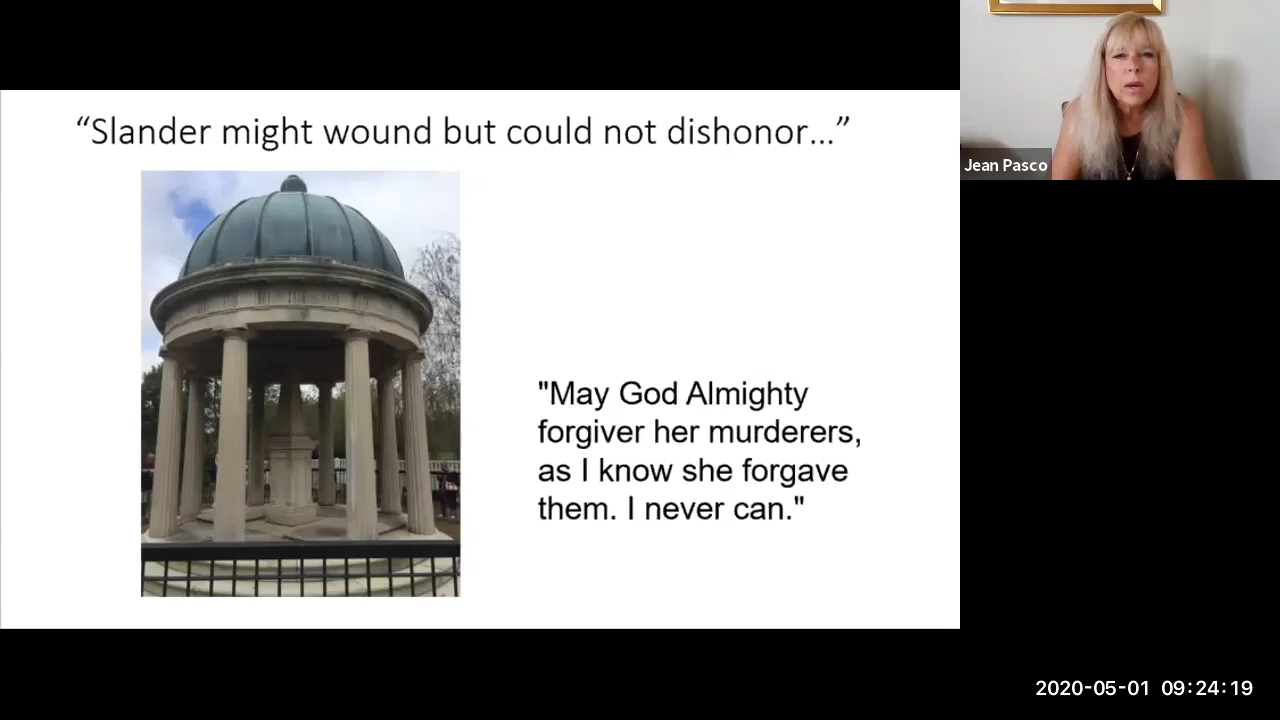 “Slander might wound but could not dishonor…”
Jean Pasco
"May God Almighty
forgiver her murderers,
as I know she forgave
them. I never can."
2020-05-01 09:24:19